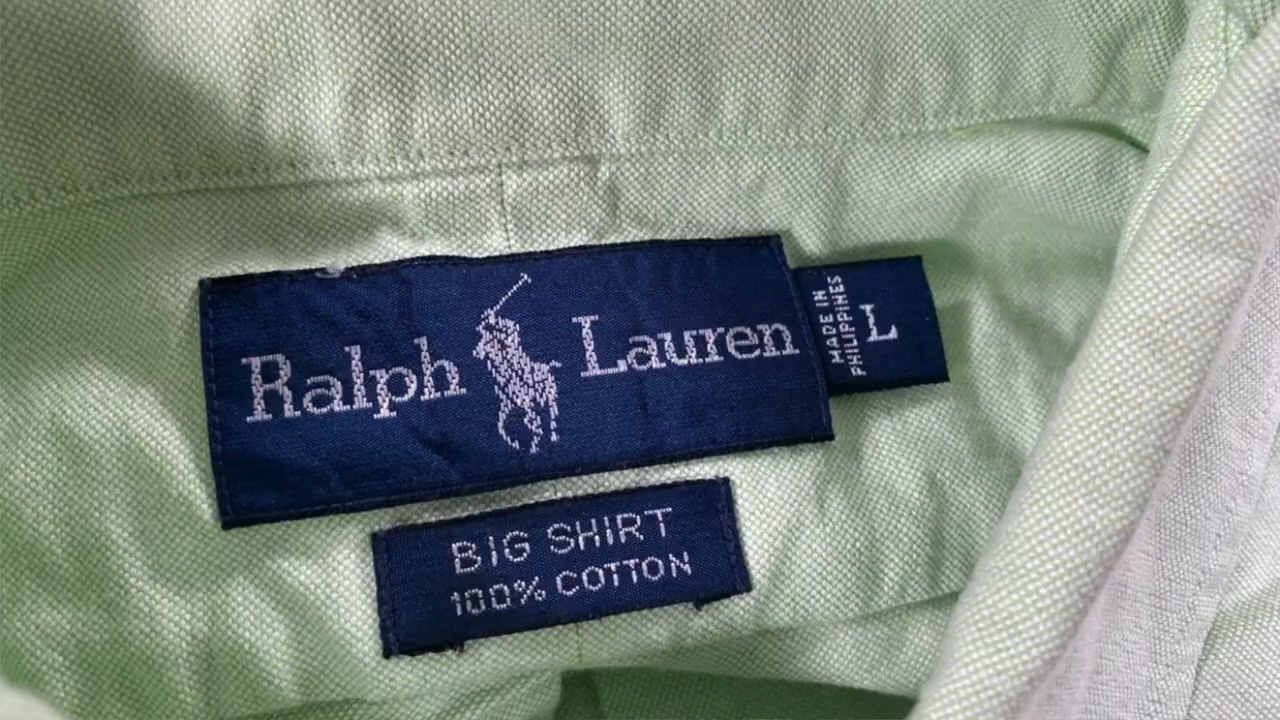 Ralph Lauren
MADE IN
PHILIPPINES
L
BIG SHIRT
100% COTTON